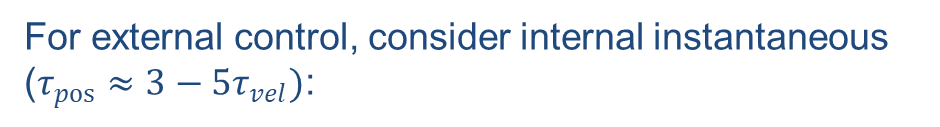 For external control, consider internal instantaneous
(τ_pos ≈ 3 − 5τ_vel):